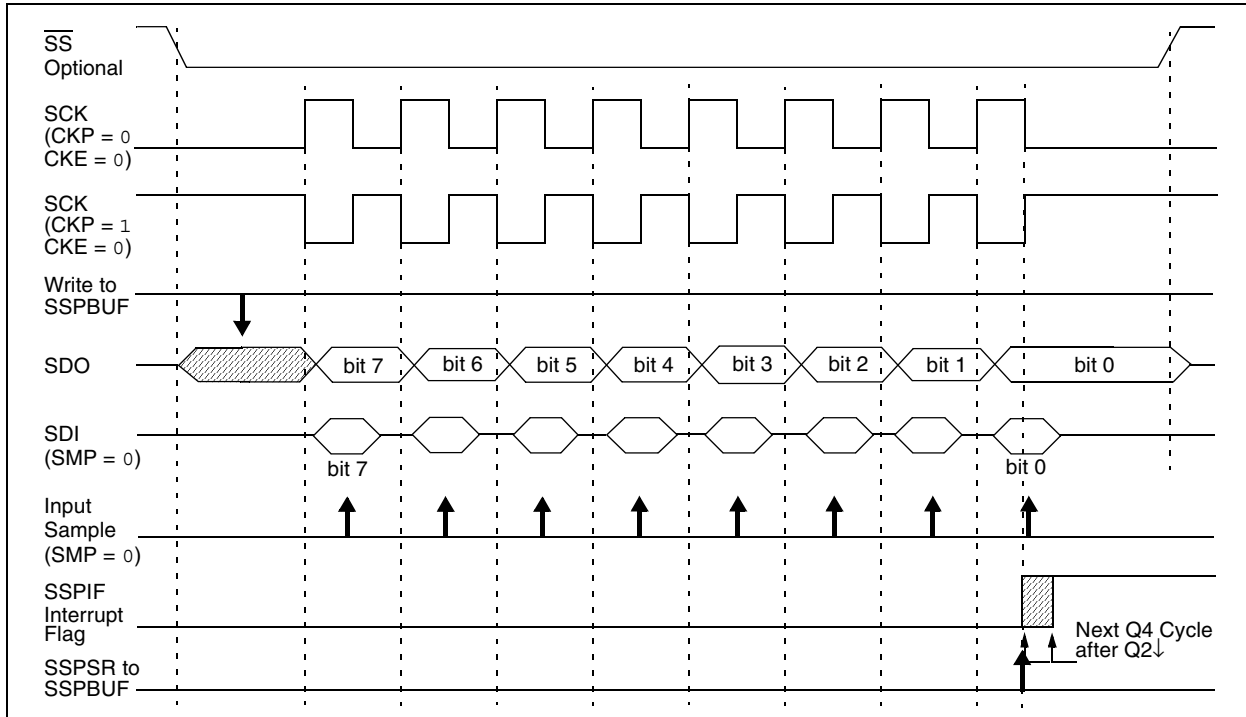 SS
Optional
SCK
(CKP = 0
CKE = 0)
SCK
(CKP = 1
CKE = 0)
Write to
SSPBUF
SDO
bit 7 bit 6 bit 5 bit 4 bit 3 bit 2 bit 1 bit 0
SDI
(SMP = 0)
bit 7 bit 0
Input
Sample
(SMP = 0)
SSPIF
Interrupt
Flag
Next Q4 Cycle
after Q2↓
SSPSR to
SSPBUF